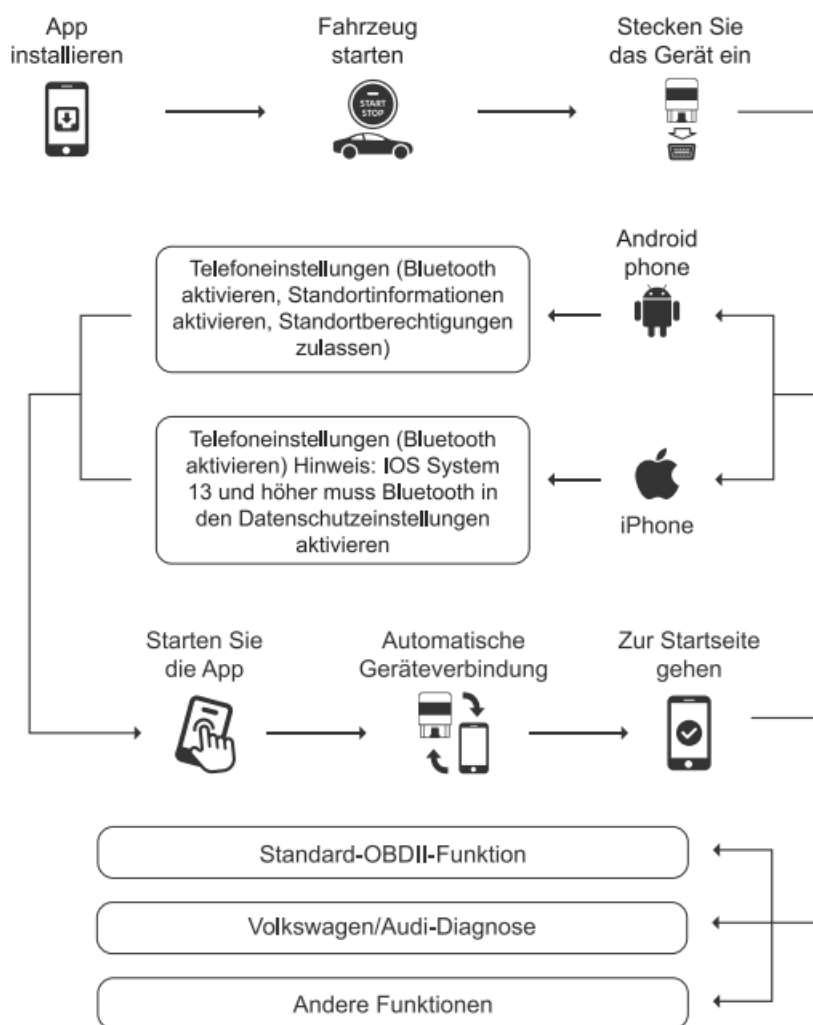 App
installieren
Fahrzeug
starten
START
STOP
Stecken Sie
das Gerät ein
Android
phone
Telefoneinstellungen (Bluetooth
aktivieren, Standortinformationen
aktivieren, Standortberechtigungen
zulassen)
Telefoneinstellungen (Bluetooth
aktivieren) Hinweis: IOS System
13 und höher muss Bluetooth in
den Datenschutzeinstellungen
aktivieren
iPhone
Starten Sie
die App
Automatische
Geräteverbindung
Zur Startseite
gehen
Standard-OBDII-Funktion
Volkswagen/Audi-Diagnose
Andere Funktionen